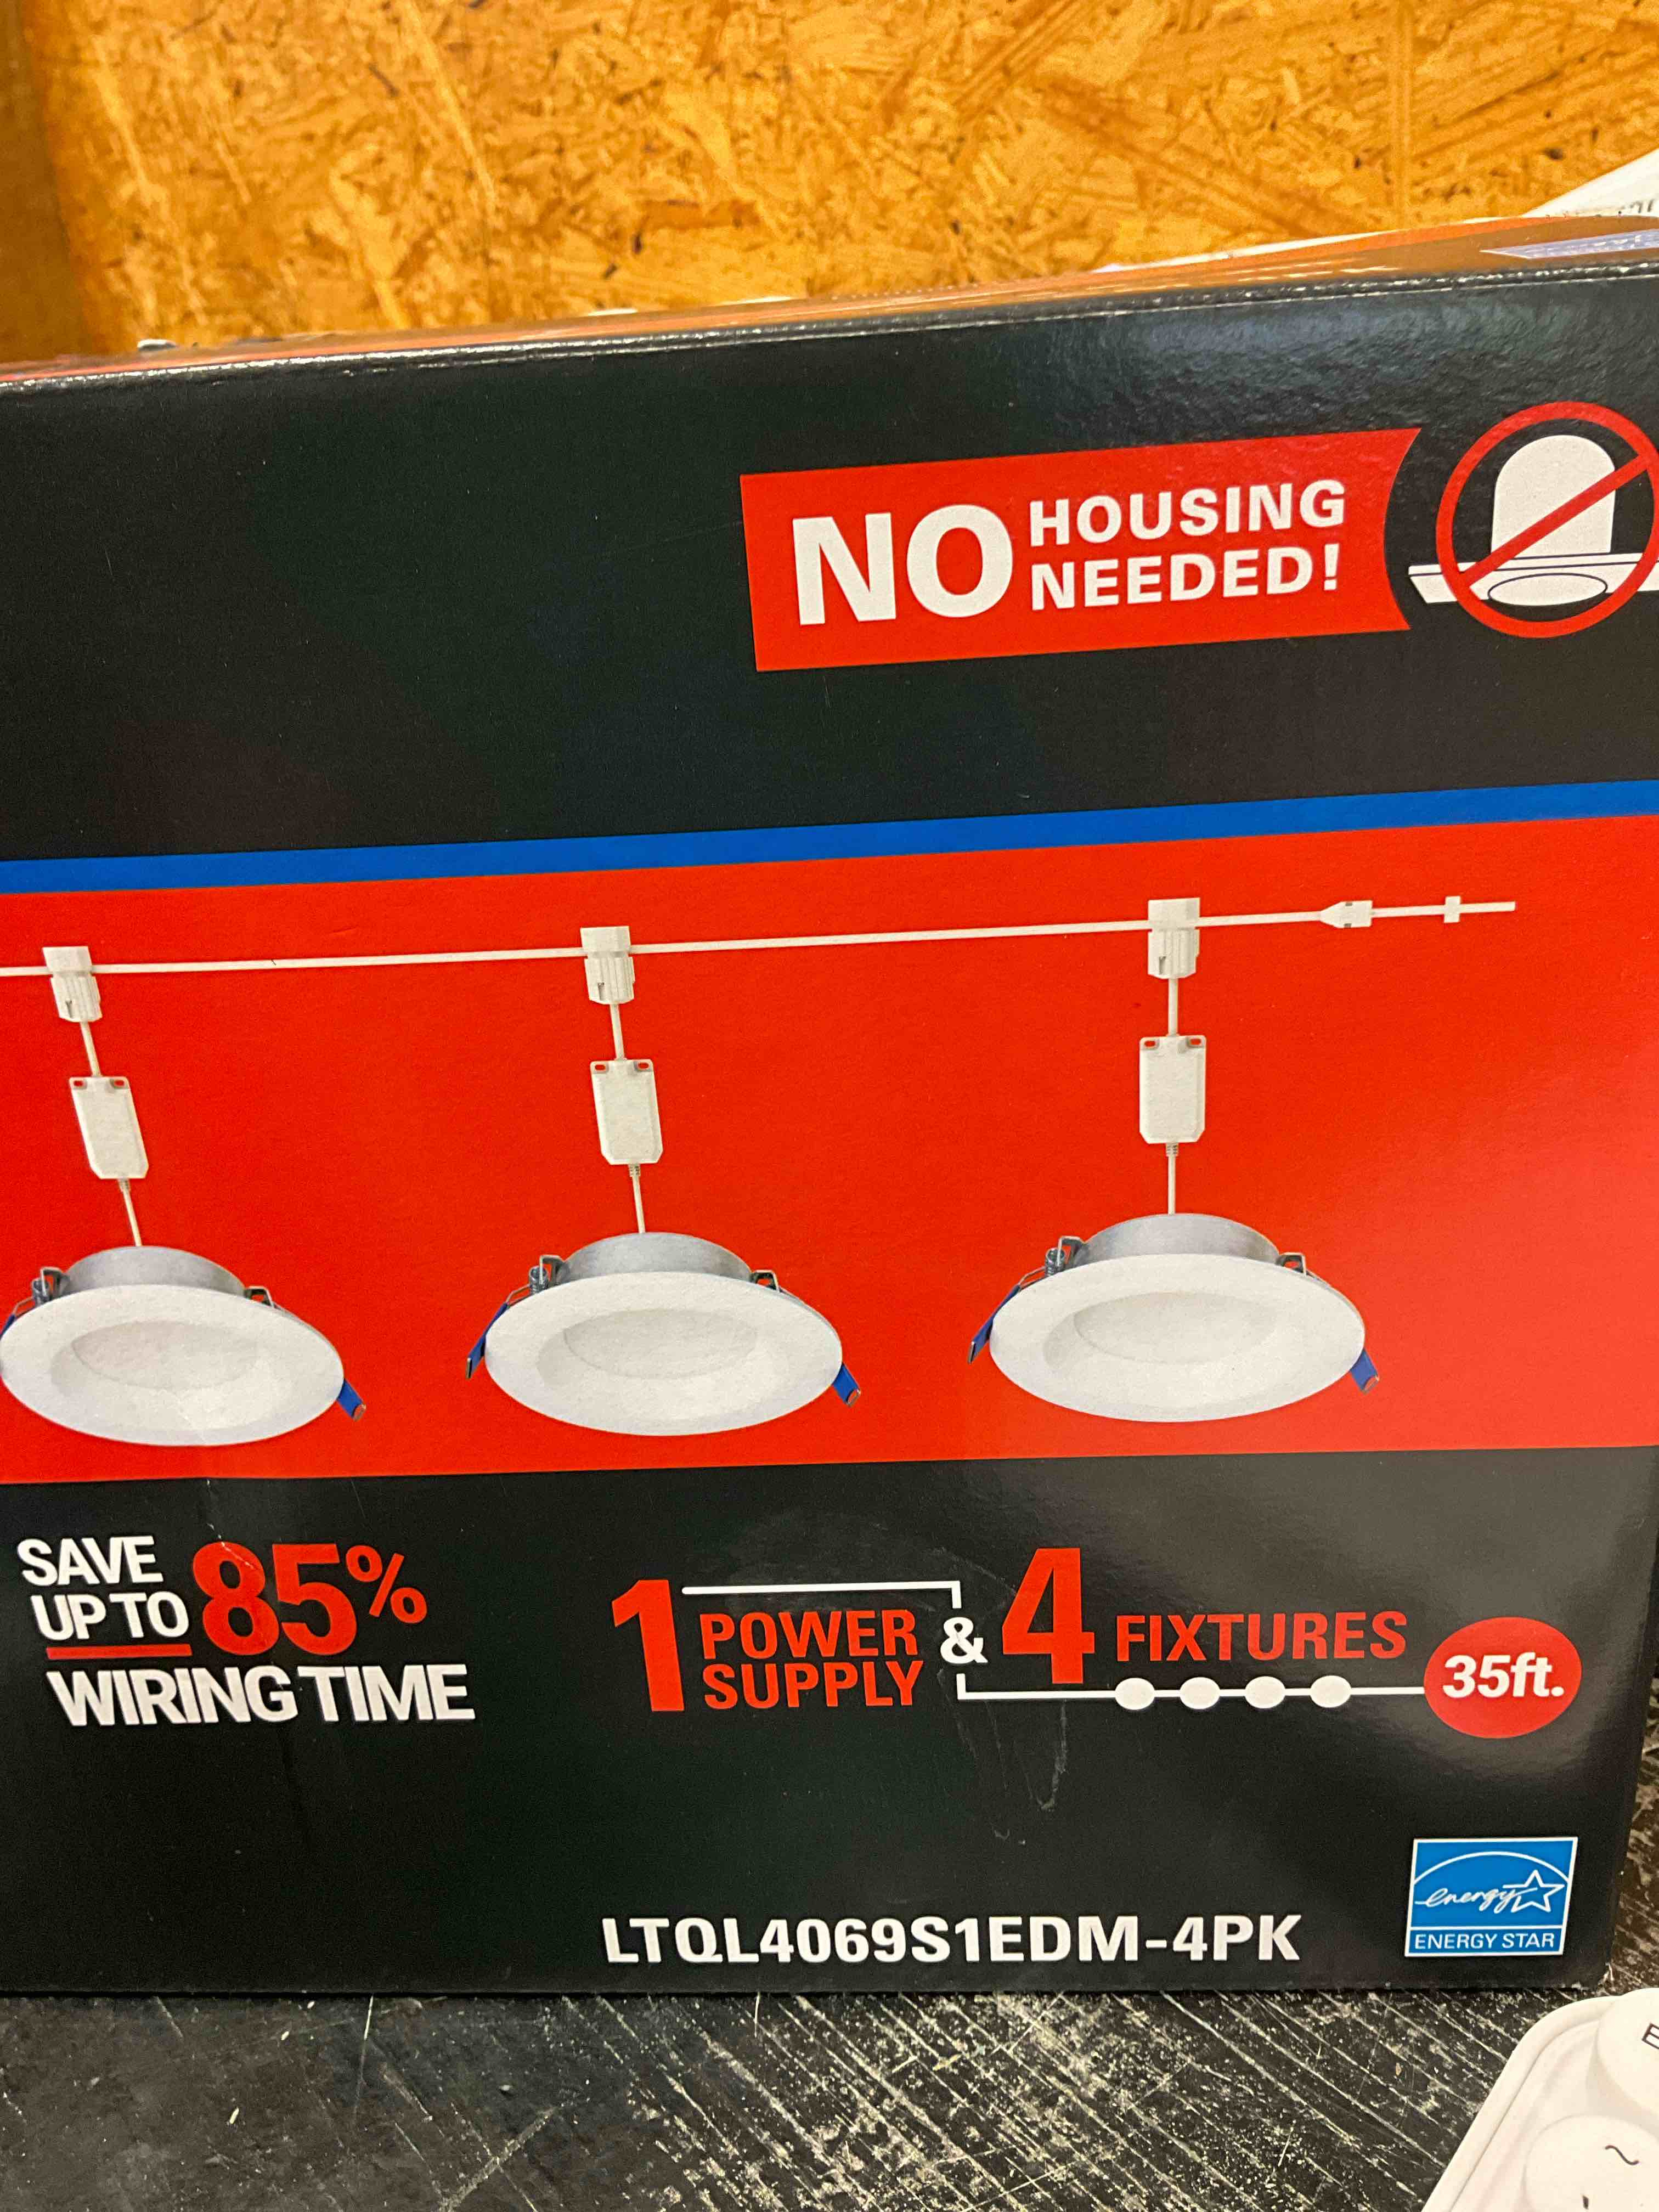 NO HOUSING
NEEDED!
SAVE
UP TO 85%
WIRING TIME
1 POWER
SUPPLY & 4 FIXTURES
35ft.
energy
ENERGY STAR
LTQL4069S1EDM-4PK